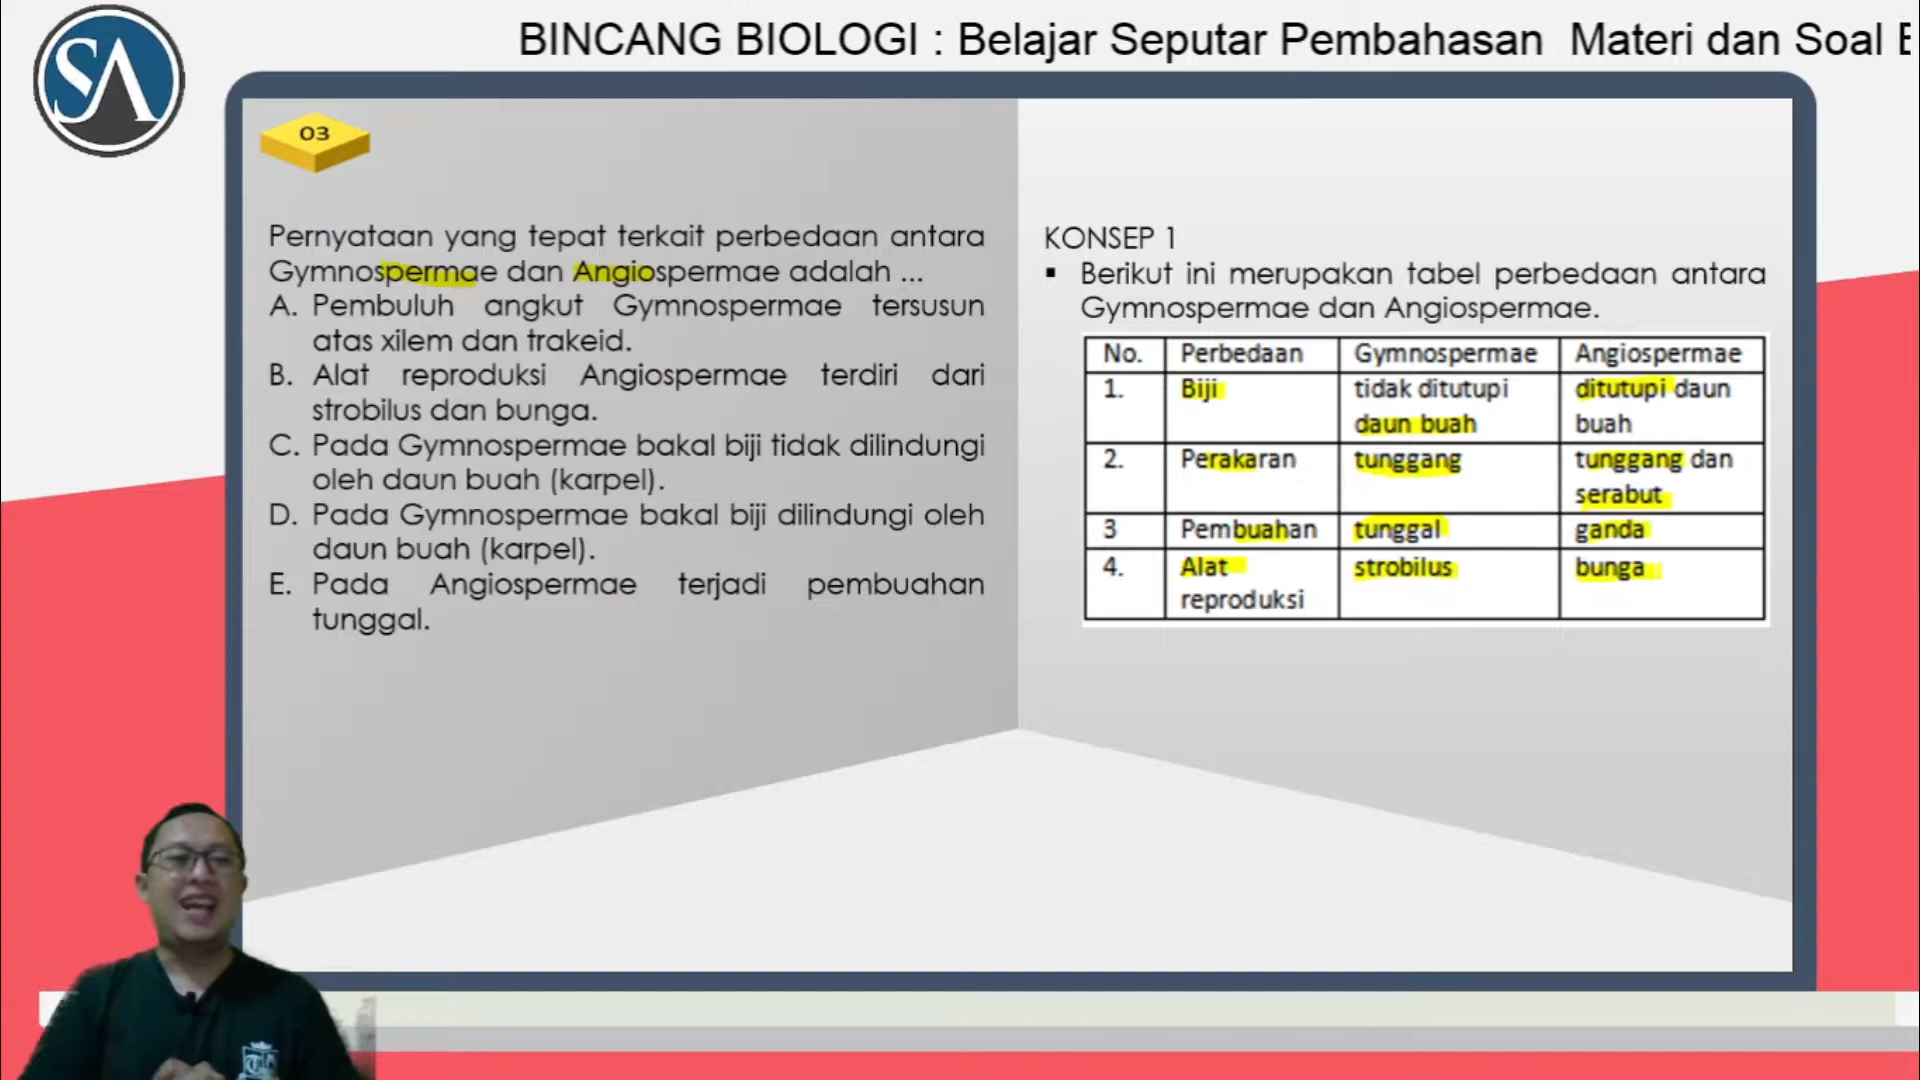 SA
BINCANG BIOLOGI : Belajar Seputar Pembahasan Materi dan Soal
03
Pernyataan yang tepat terkait perbedaan antara
Gymnospermae dan Angiospermae adalah ...
A. Pembuluh angkut Gymnospermae tersusun
atas xilem dan trakeid.
B. Alat reproduksi Angiospermae terdiri dari
strobilus dan bunga.
C. Pada Gymnospermae bakal biji tidak dilindungi
oleh daun buah (karpel).
D. Pada Gymnospermae bakal biji dilindungi oleh
daun buah (karpel).
E. Pada Angiospermae terjadi pembuahan
tunggal.
KONSEP 1
▪ Berikut ini merupakan tabel perbedaan antara
Gymnospermae dan Angiospermae.
No. Perbedaan Gymnospermae Angiospermae
1. Biji tidak ditutupi ditutupi daun
daun buah buah
2. Perakaran tunggang tunggang dan
serabut
3 Pembuahan tunggal ganda
4. Alat strobilus bunga
reproduksi